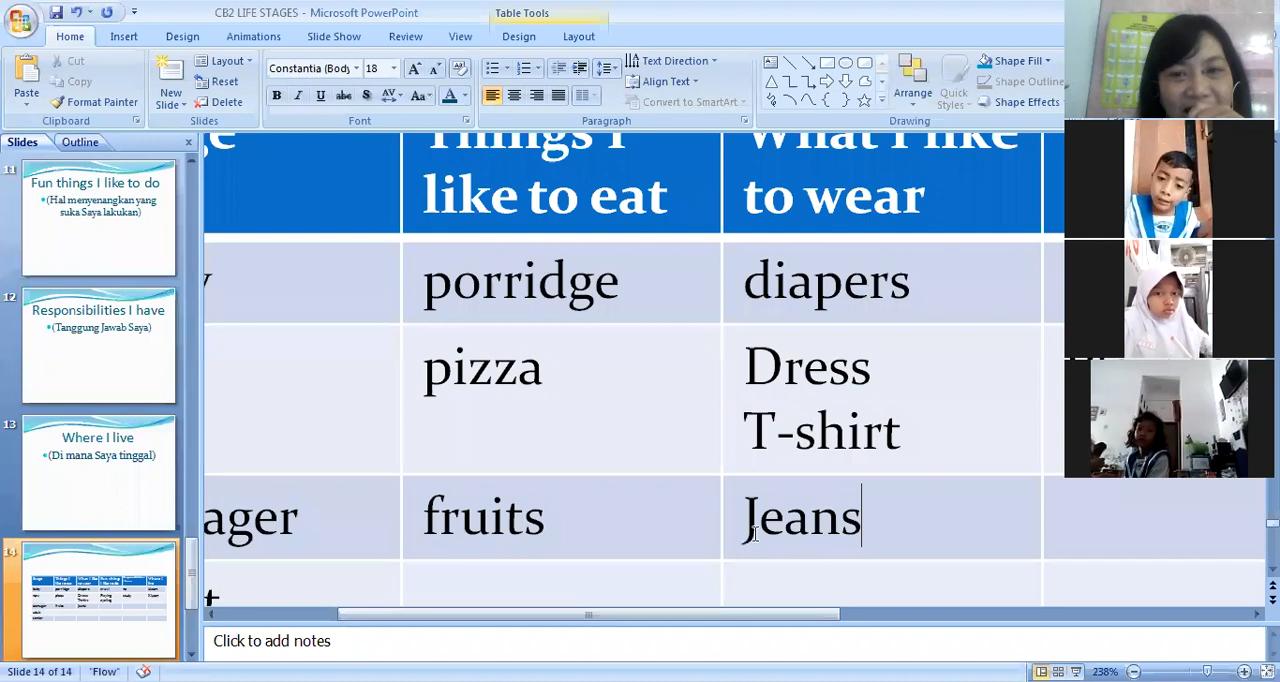 CB2 LIFE STAGES - Microsoft PowerPoint
Table Tools
Home Insert Design Animations Slide Show Review View Design Layout
Paste
Cut
Copy
Format Painter
Clipboard
New
Slide
Layout
Reset
Delete
Slides
Constantia (Body 18
B I U abc S AV Aa A
Font
Text Direction
Align Text
Convert to SmartArt
Paragraph
Arrange
Quick
Styles
Shape Fill
Shape Outline
Shape Effects
Drawing
Slides Outline
11
Fun things I like to do
(Hal menyenangkan yang
suka Saya lakukan)
12
Responsibilities I have
(Tanggung Jawab Saya)
13
Where I live
(Di mana Saya tinggal)
14
Things I
like to eat
What I like
to wear
porridge
diapers
pizza
Dress
T-shirt
ager
fruits
Jeans
Click to add notes
Slide 14 of 14
"Flow"
238%